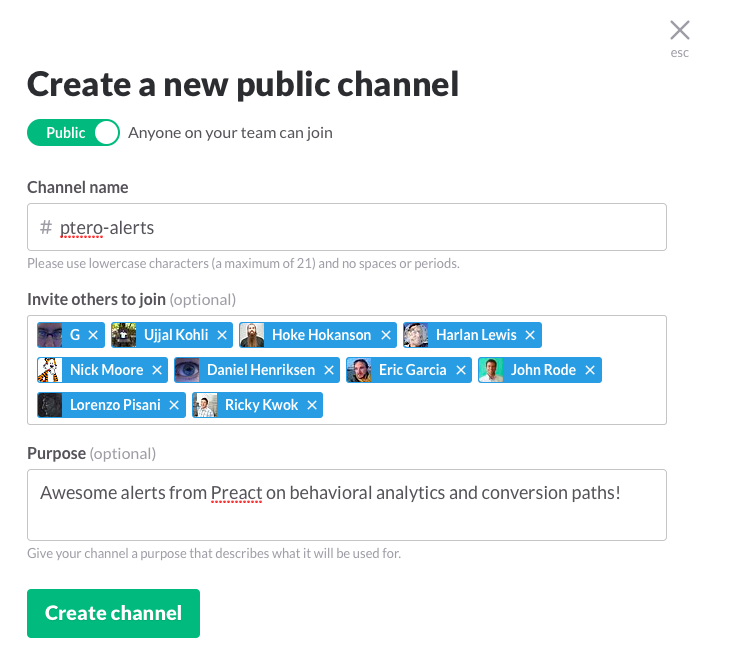 esc
Create a new public channel
Public Anyone on your team can join
Channel name
# ptero-alerts
Please use lowercase characters (a maximum of 21) and no spaces or periods.
Invite others to join (optional)
G × Ujjal Kohli × Hoke Hokanson × Harlan Lewis ×
Nick Moore × Daniel Henriksen × Eric Garcia × John Rode ×
Lorenzo Pisani × Ricky Kwok ×
Purpose (optional)
Awesome alerts from Preact on behavioral analytics and conversion paths!
Give your channel a purpose that describes what it will be used for.
Create channel